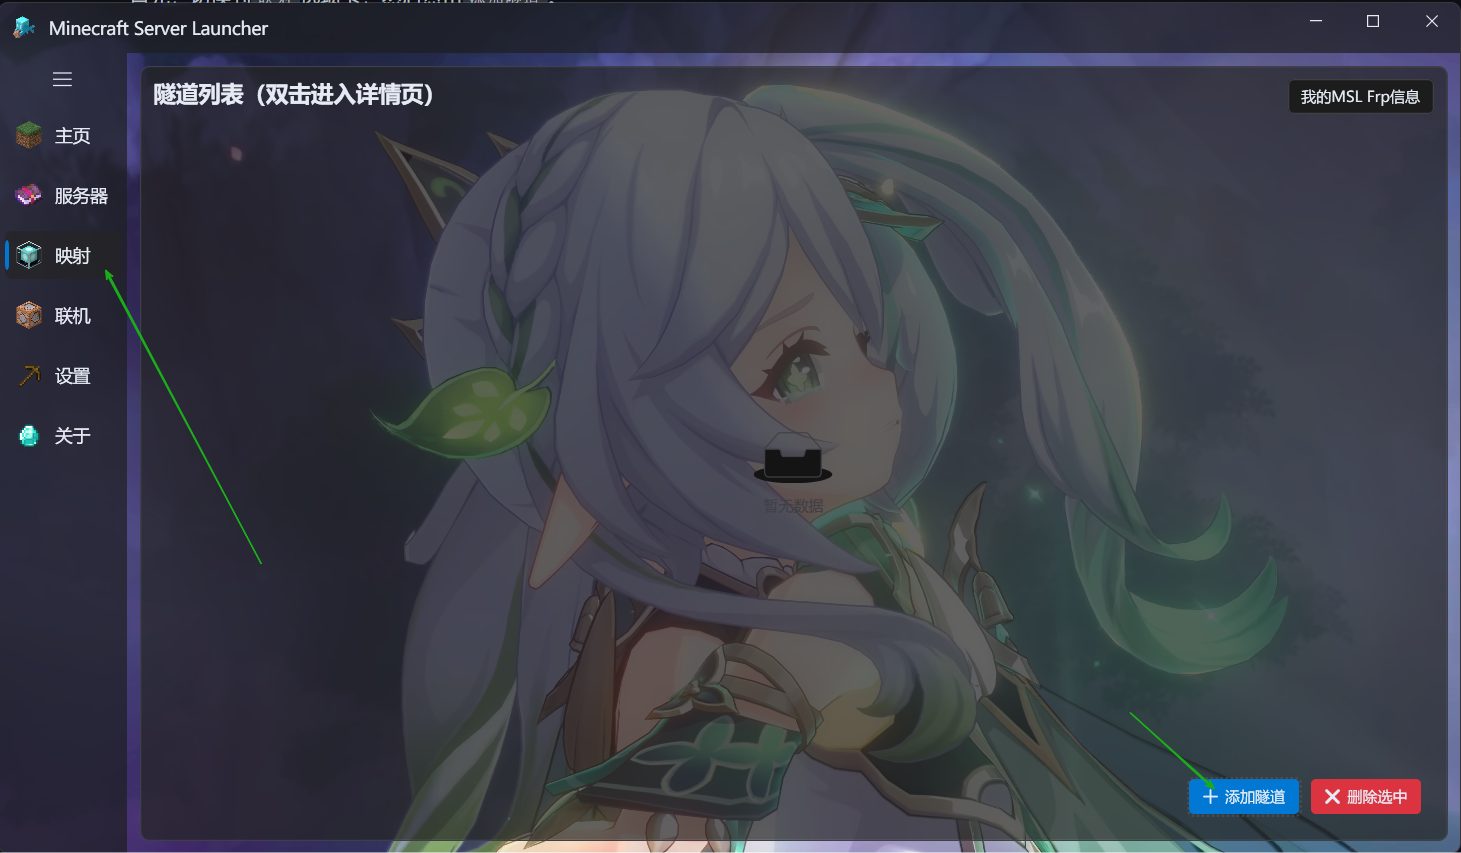 Minecraft Server Launcher
隧道列表（双击进入详情页）
我的MSL Frp信息
主页
服务器
映射
联机
设置
关于
暂无数据
添加隧道
删除选中